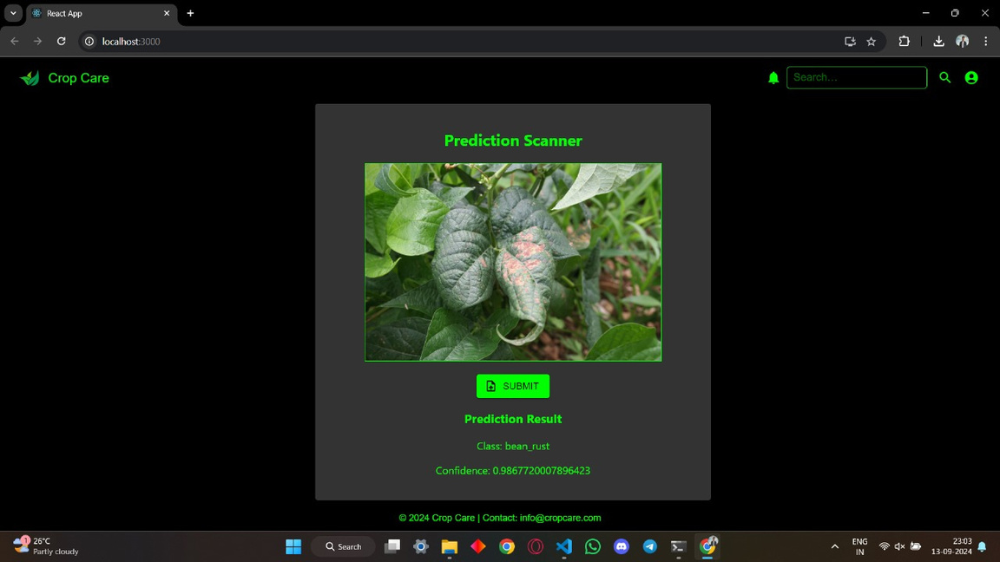 React App
localhost:3000
Crop Care
Search...
Prediction Scanner
SUBMIT
Prediction Result
Class: bean_rust
Confidence: 0.9867720007896423
© 2024 Crop Care | Contact: info@cropcare.com
1
26°C
Partly cloudy
Search
ENG
IN
23:03
13-09-2024